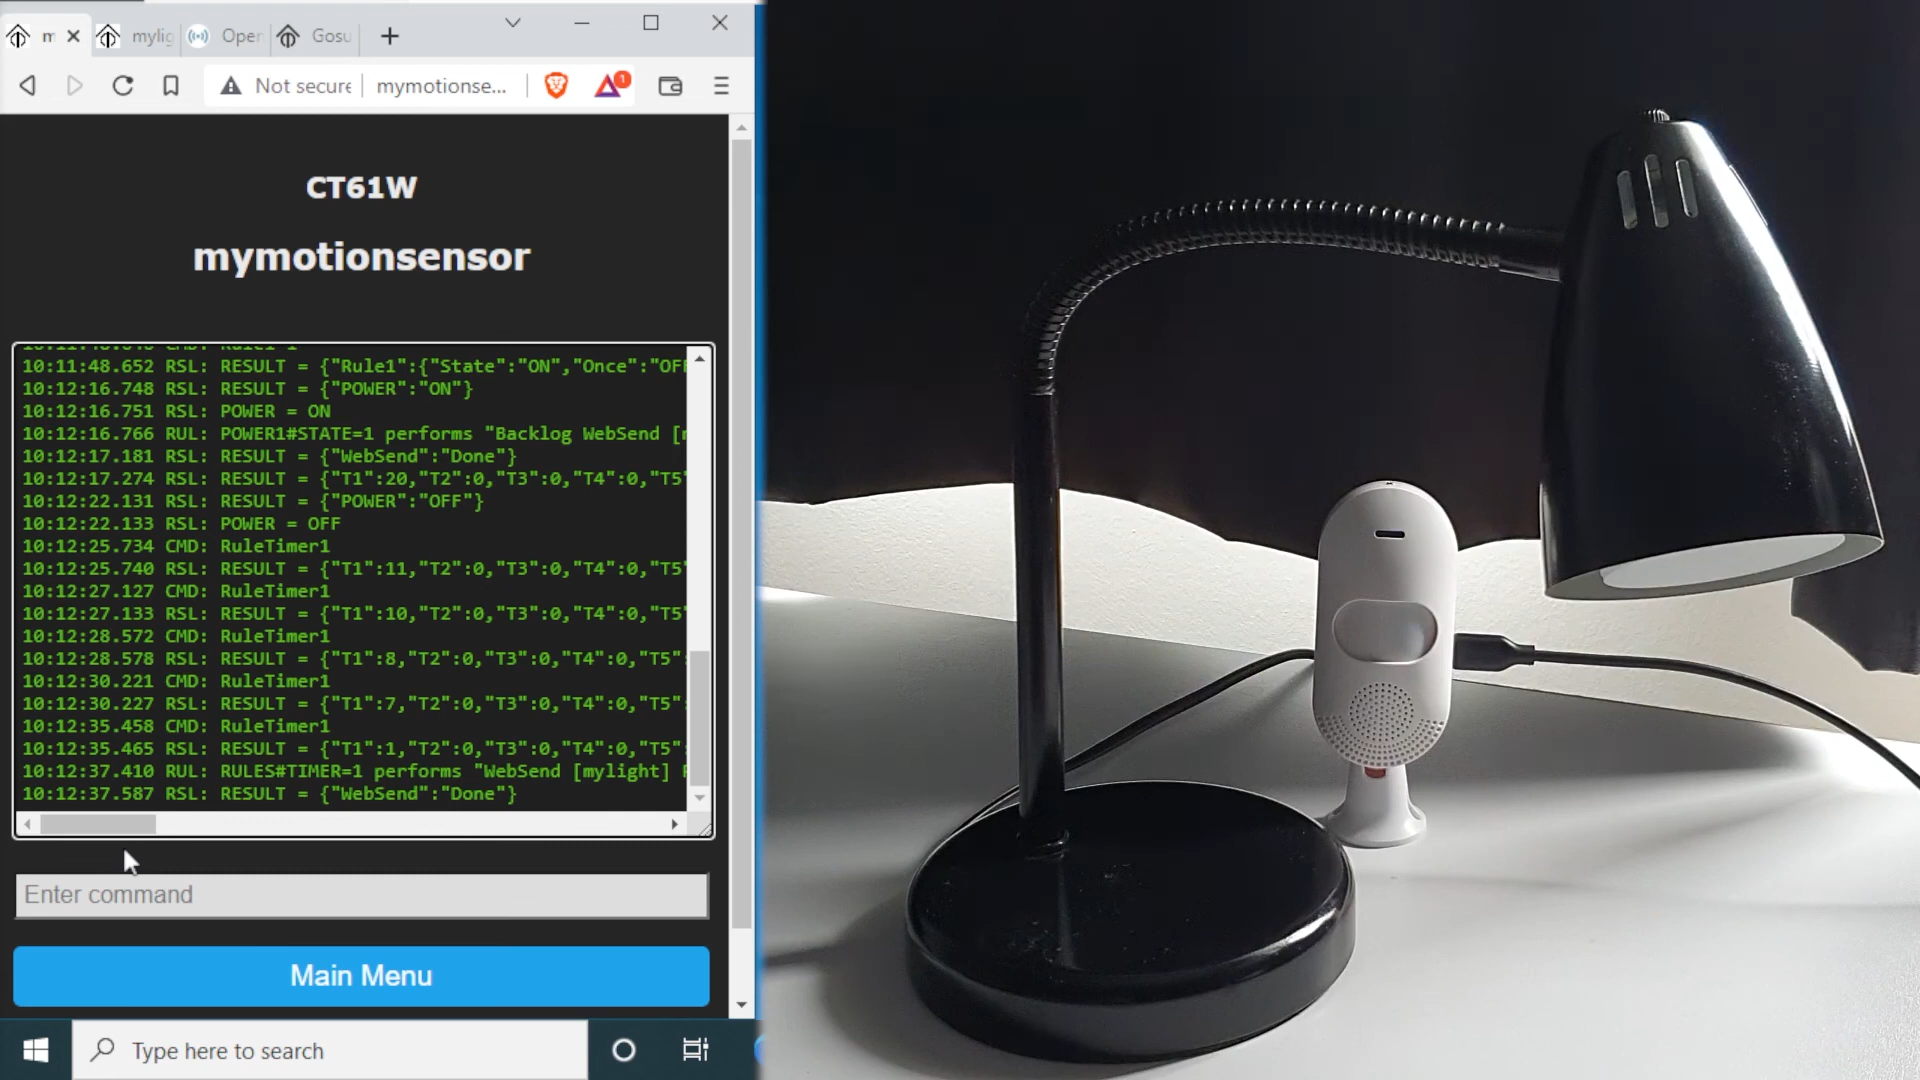 m
mylig
Open
Gosu
Not secure
mymotionse...
1
CT61W
mymotionsensor
10:11:48.652 RSL: RESULT = {"Rule1":{"State":"ON","Once":"OFF
10:12:16.748 RSL: RESULT = {"POWER":"ON"}
10:12:16.751 RSL: POWER = ON
10:12:16.766 RUL: POWER1#STATE=1 performs "Backlog WebSend [m
10:12:17.181 RSL: RESULT = {"WebSend":"Done"}
10:12:17.274 RSL: RESULT = {"T1":20,"T2":0,"T3":0,"T4":0,"T5"
10:12:22.131 RSL: RESULT = {"POWER":"OFF"}
10:12:22.133 RSL: POWER = OFF
10:12:25.734 CMD: RuleTimer1
10:12:25.740 RSL: RESULT = {"T1":11,"T2":0,"T3":0,"T4":0,"T5"
10:12:27.127 CMD: RuleTimer1
10:12:27.133 RSL: RESULT = {"T1":10,"T2":0,"T3":0,"T4":0,"T5"
10:12:28.572 CMD: RuleTimer1
10:12:28.578 RSL: RESULT = {"T1":8,"T2":0,"T3":0,"T4":0,"T5":
10:12:30.221 CMD: RuleTimer1
10:12:30.227 RSL: RESULT = {"T1":7,"T2":0,"T3":0,"T4":0,"T5":
10:12:35.458 CMD: RuleTimer1
10:12:35.465 RSL: RESULT = {"T1":1,"T2":0,"T3":0,"T4":0,"T5":
10:12:37.410 RUL: RULES#TIMER=1 performs "WebSend [mylight]
10:12:37.587 RSL: RESULT = {"WebSend":"Done"}
Enter command
Main Menu
Type here to search